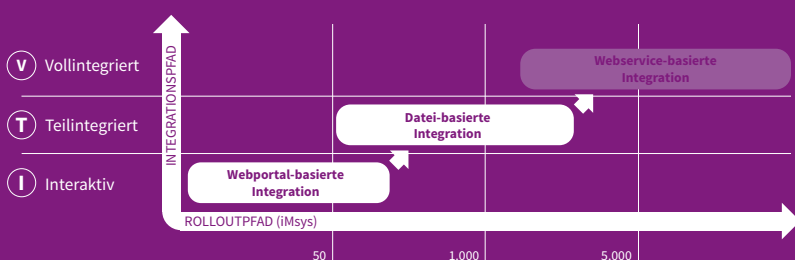 V Vollintegriert
Webservice-basierte
Integration
T Teilintegriert
Datei-basierte
Integration
I Interaktiv
Webportal-basierte
Integration
INTEGRATIONSPFAD
ROLLOUTPFAD (iMsys)
50 1.000 5.000